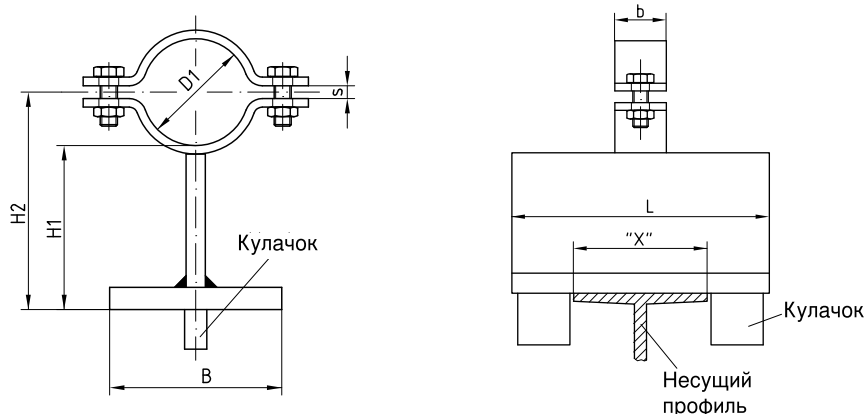 D1
s
H2
H1
Кулачок
B
b
L
"X"
Кулачок
Несущий
профиль